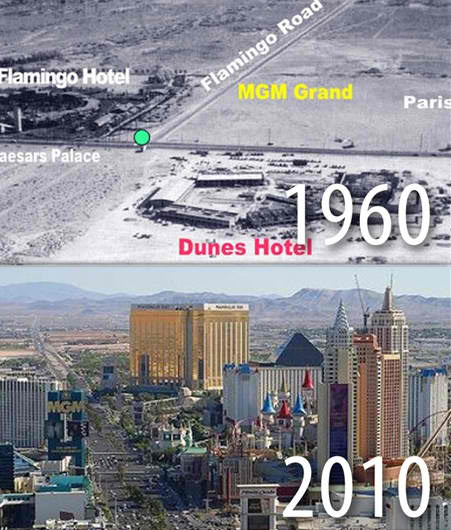 Flamingo Road
Flamingo Hotel
MGM Grand
Paris
aesars Palace
1960
Dunes Hotel
MGM
2010